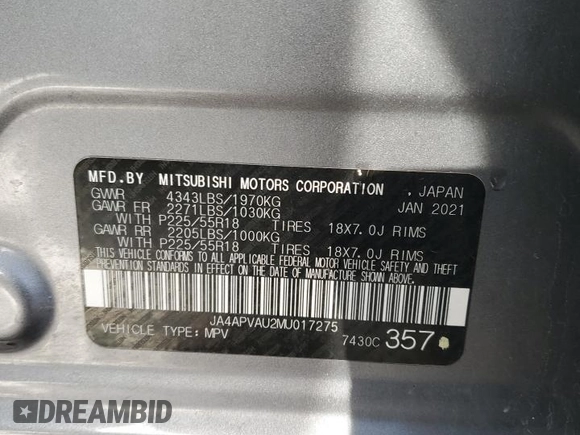 MFD.BY MITSUBISHI MOTORS CORPORATION . JAPAN
GVWR 4343LBS/1970KG JAN 2021
GAWR FR 2271LBS/1030KG
WITH P225/55R18 TIRES 18X7.0J RIMS
GAWR RR 2205LBS/1000KG
WITH P225/55R18 TIRES 18X7.0J RIMS
THIS VEHICLE CONFORMS TO ALL APPLICABLE FEDERAL MOTOR VEHICLE SAFETY AND THEFT
PREVENTION STANDARDS IN EFFECT ON THE DATE OF MANUFACTURE SHOWN ABOVE.
JA4APVAU2MU017275
VEHICLE TYPE: MPV 7430C 357
DREAMBID